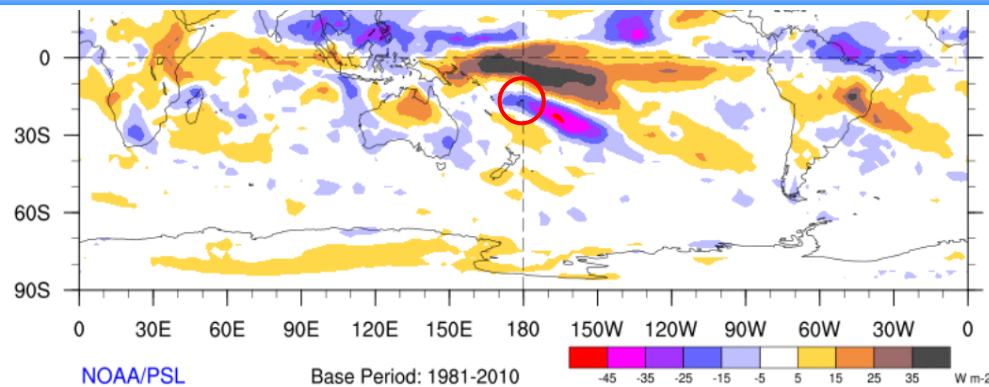 0
30S
60S
90S
0 30E 60E 90E 120E 150E 180 150W 120W 90W 60W 30W 0
NOAA/PSL Base Period: 1981-2010
-45 -35 -25 -15 -5 5 15 25 35 W m-2